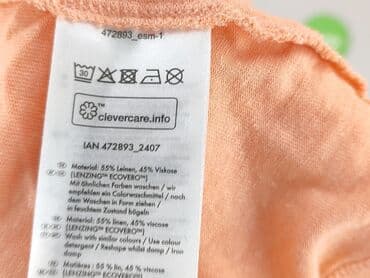 472893_esm-1
30
clevercare.info
IAN 472893_2407
Material: 55% Leinen, 45% Viskose
(LENZING™ ECOVERO™)
Mit ähnlichen Farben waschen / wir
empfehlen ein Colorwaschmittel / nach
dem Waschen in Form ziehen /
in feuchtem Zustand bügeln
Material: 55% linen, 45% viscose
(LENZING™ ECOVERO™)
Wash with similar colours / Use colour
detergent / Reshape whilst damp / Iron
damp
Matières : 55% lin, 45% viscose
(LENZING™ ECOVERO™)